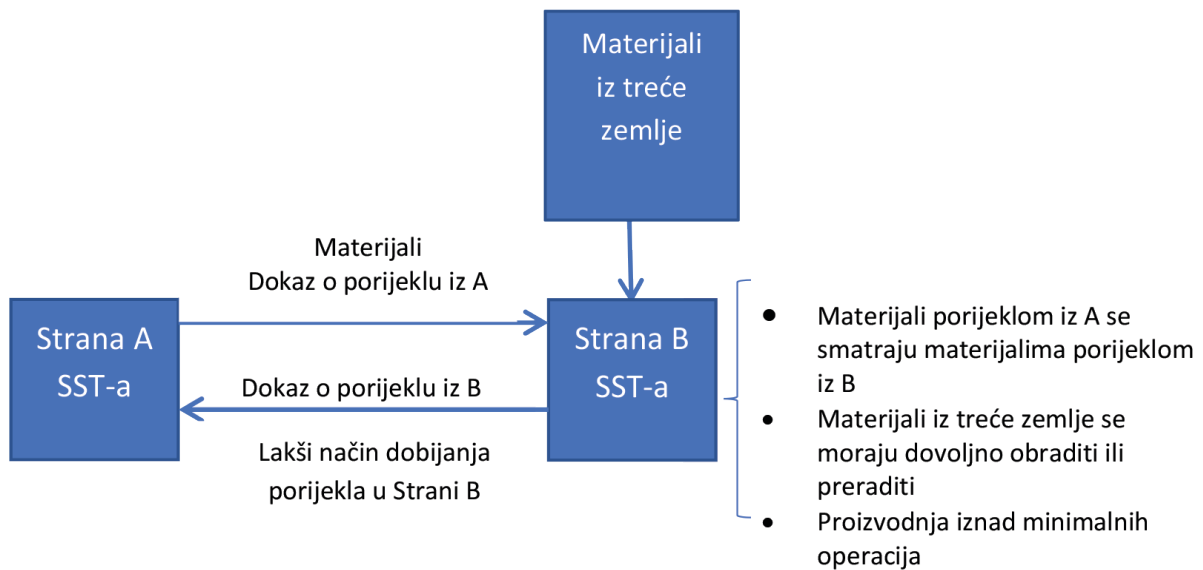 Materijali
iz treće
zemlje
Materijali
Dokaz o porijeklu iz A
Strana A
SST-a
Strana B
SST-a
Dokaz o porijeklu iz B
Lakši način dobijanja
porijekla u Strani B
• Materijali porijeklom iz A se
smatraju materijalima porijeklom
iz B
• Materijali iz treće zemlje se
moraju dovoljno obraditi ili
preraditi
• Proizvodnja iznad minimalnih
operacija